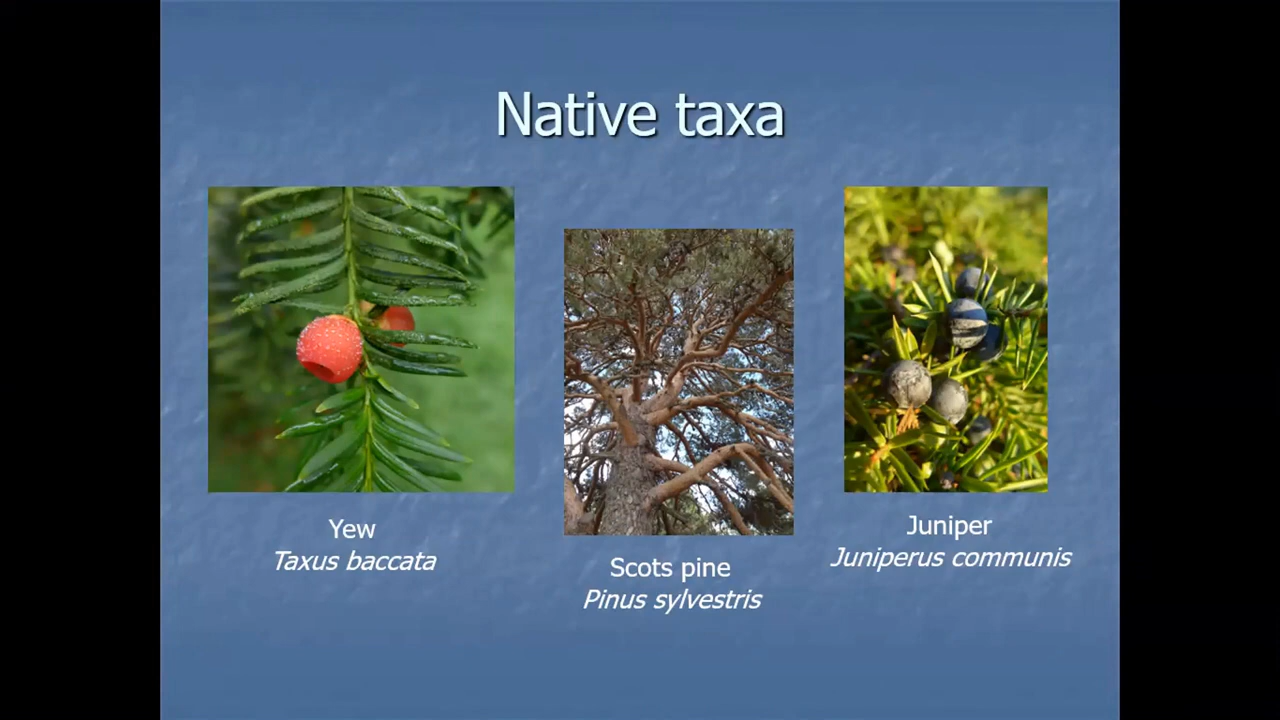 Native taxa
Yew
Taxus baccata
Scots pine
Pinus sylvestris
Juniper
Juniperus communis